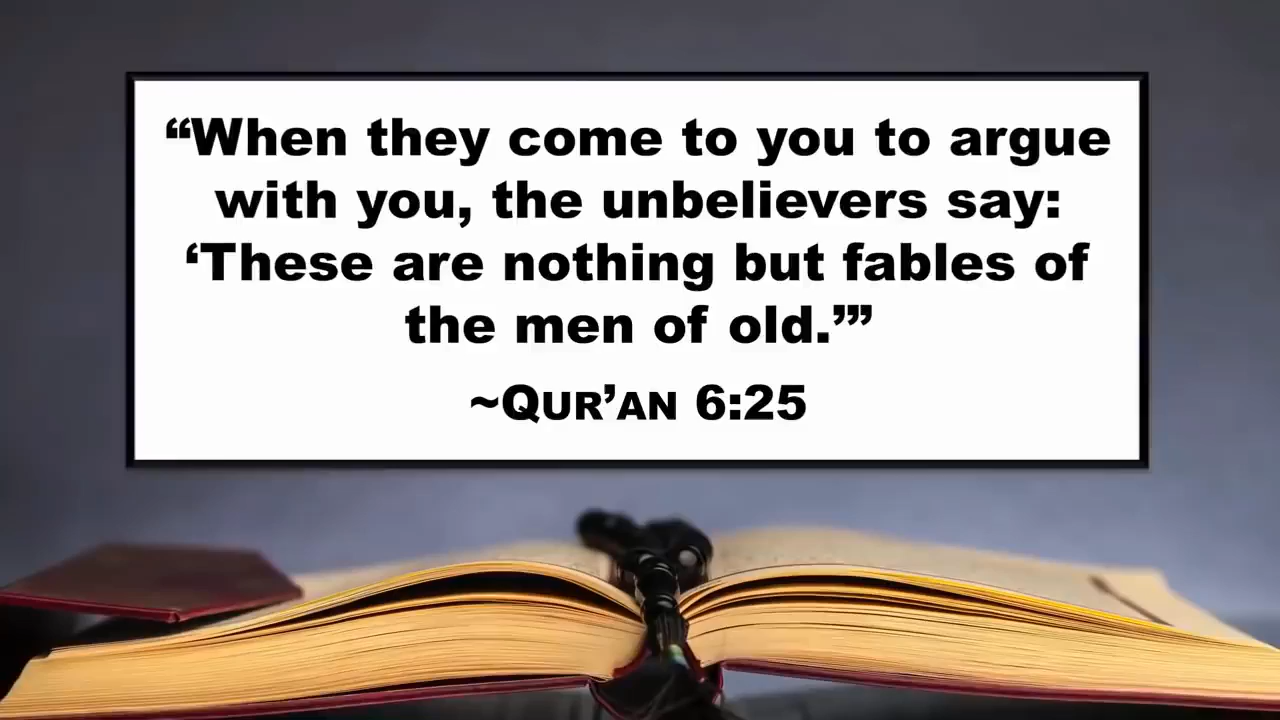 “When they come to you to argue
with you, the unbelievers say:
‘These are nothing but fables of
the men of old.’”
~QUR’AN 6:25